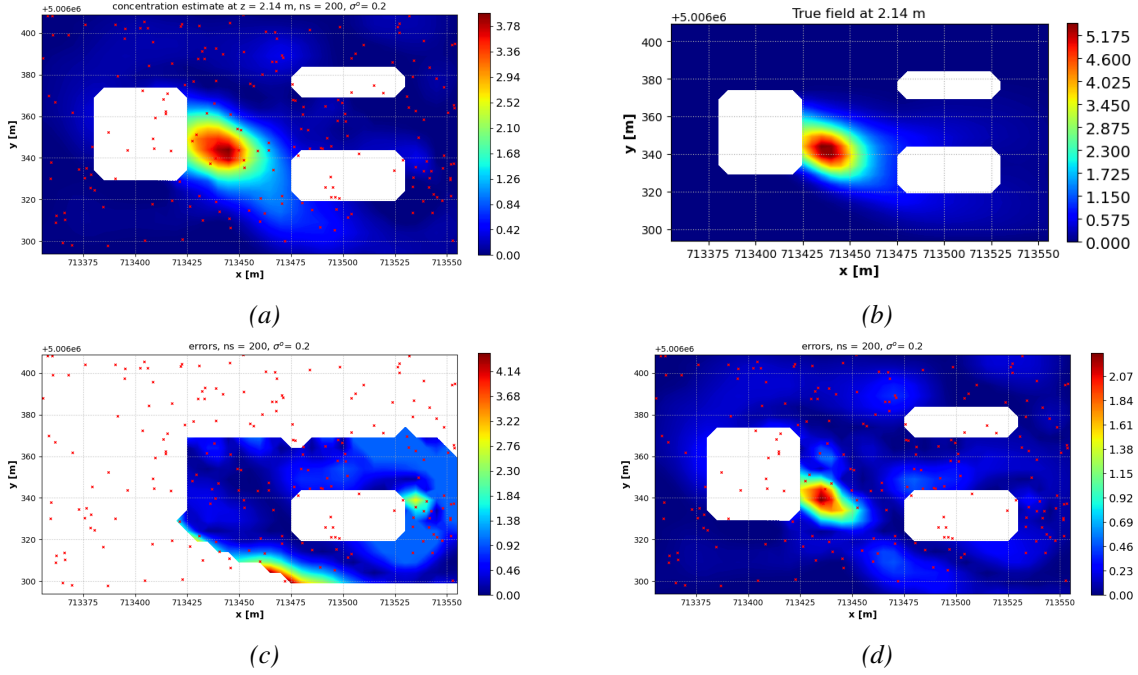 concentration estimate at z = 2.14 m, ns = 200, σ⁰= 0.2
+5.006e6
y [m]
400
380
360
340
320
300
713375 713400 713425 713450 713475 713500 713525 713550
x [m]
3.78
3.36
2.94
2.52
2.10
1.68
1.26
0.84
0.42
0.00
(a)
True field at 2.14 m
+5.006e6
y [m]
400
380
360
340
320
300
713375 713400 713425 713450 713475 713500 713525 713550
x [m]
5.175
4.600
4.025
3.450
2.875
2.300
1.725
1.150
0.575
0.000
(b)
errors, ns = 200, σ⁰= 0.2
+5.006e6
y [m]
400
380
360
340
320
300
713375 713400 713425 713450 713475 713500 713525 713550
x [m]
4.14
3.68
3.22
2.76
2.30
1.84
1.38
0.92
0.46
0.00
(c)
errors, ns = 200, σ⁰= 0.2
+5.006e6
y [m]
400
380
360
340
320
300
713375 713400 713425 713450 713475 713500 713525 713550
x [m]
2.07
1.84
1.61
1.38
1.15
0.92
0.69
0.46
0.23
0.00
(d)